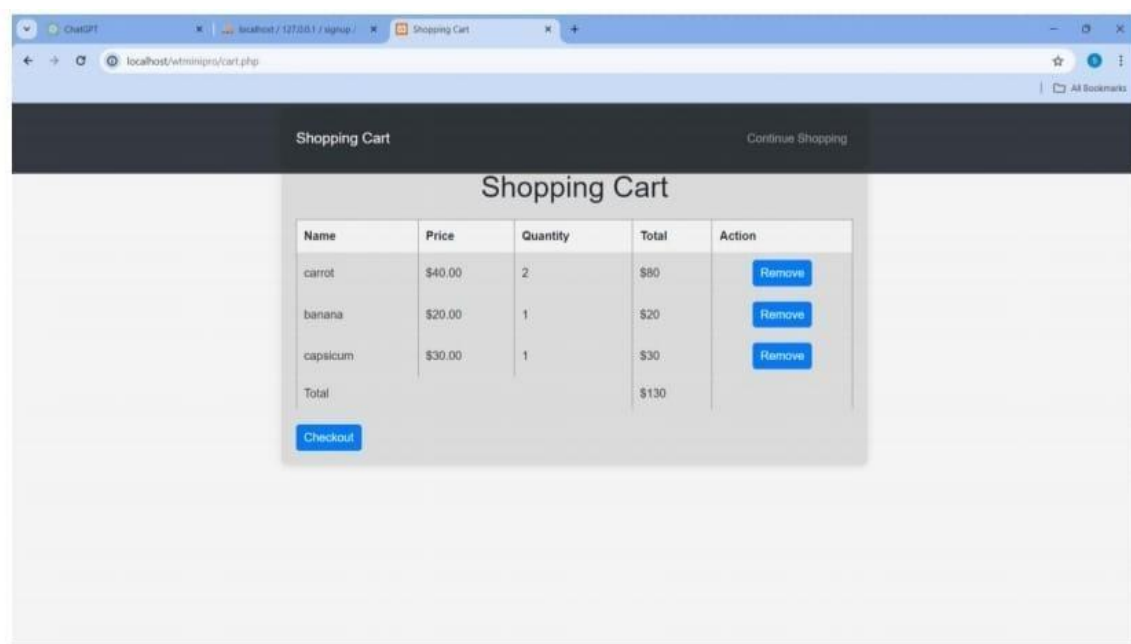 ChatGPT localhost / 127.0.0.1 / signup / Shopping Cart
localhost/wtminipro/cart.php
All Bookmarks
Shopping Cart Continue Shopping
Shopping Cart
Name Price Quantity Total Action
carrot $40.00 2 $80 Remove
banana $20.00 1 $20 Remove
capsicum $30.00 1 $30 Remove
Total $130
Checkout